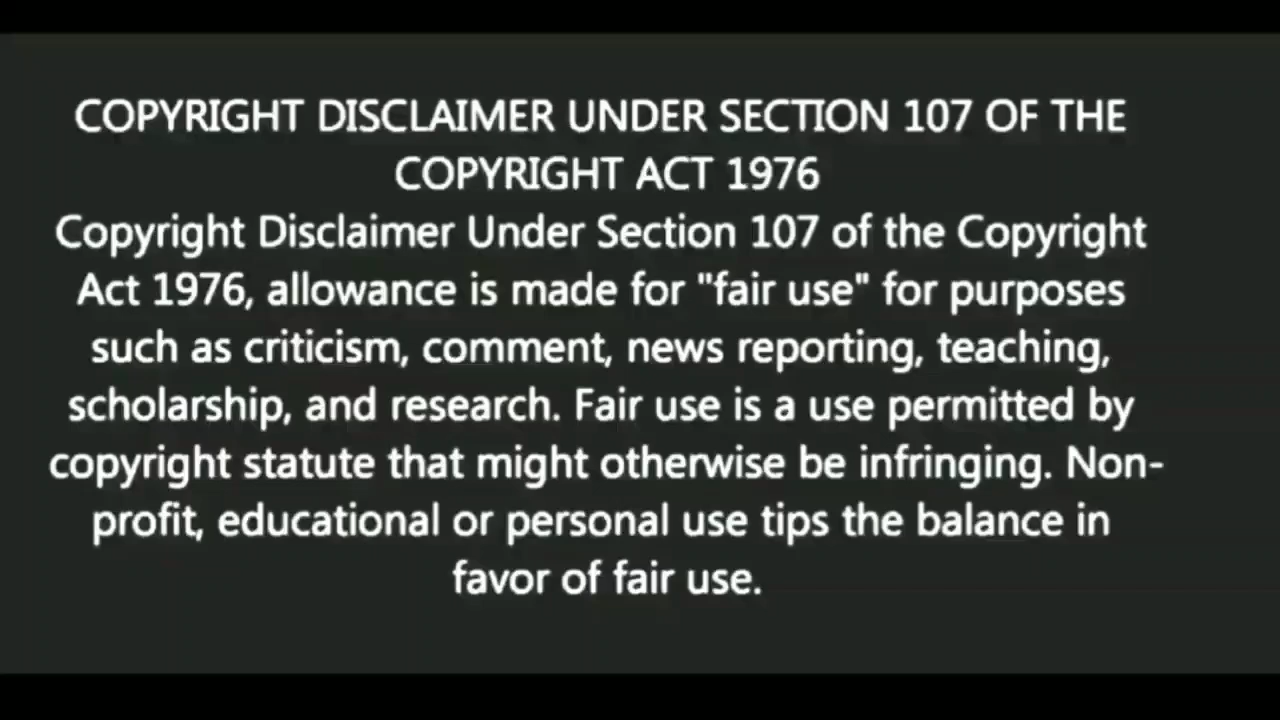 COPYRIGHT DISCLAIMER UNDER SECTION 107 OF THE
COPYRIGHT ACT 1976
Copyright Disclaimer Under Section 107 of the Copyright
Act 1976, allowance is made for "fair use" for purposes
such as criticism, comment, news reporting, teaching,
scholarship, and research. Fair use is a use permitted by
copyright statute that might otherwise be infringing. Non-
profit, educational or personal use tips the balance in
favor of fair use.